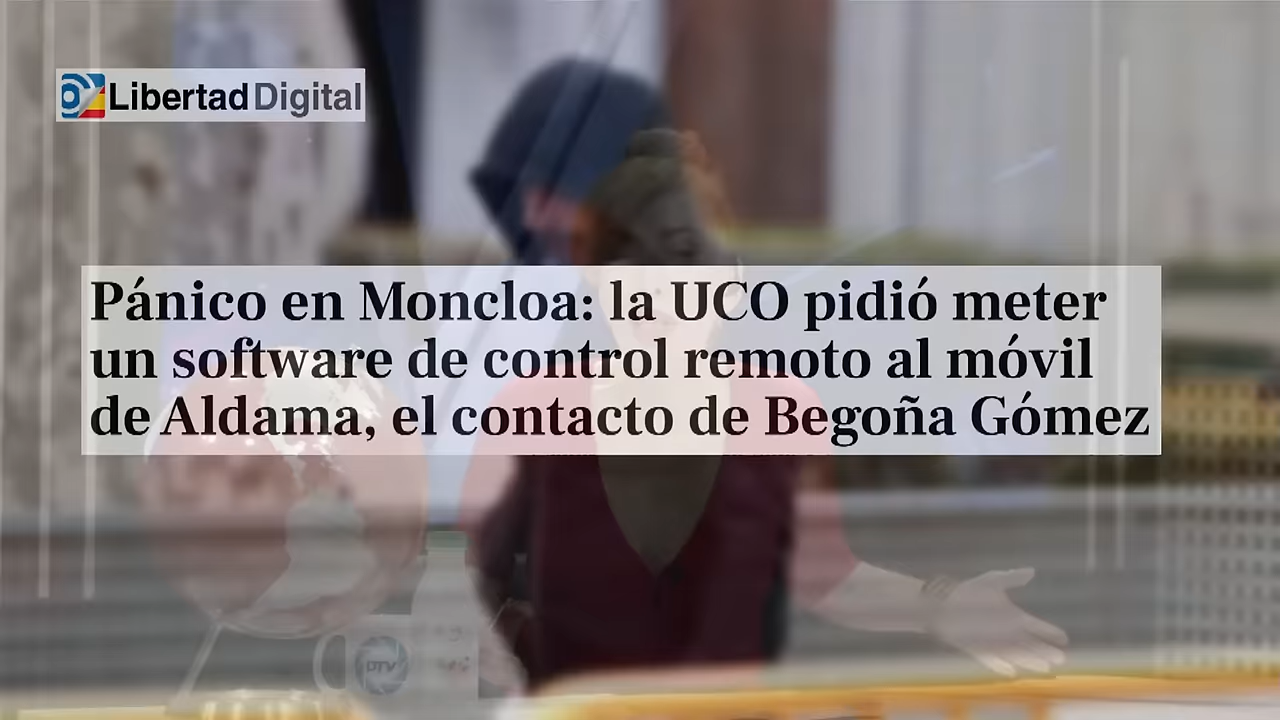 Libertad Digital
Pánico en Moncloa: la UCO pidió meter
un software de control remoto al móvil
de Aldama, el contacto de Begoña Gómez
DTV